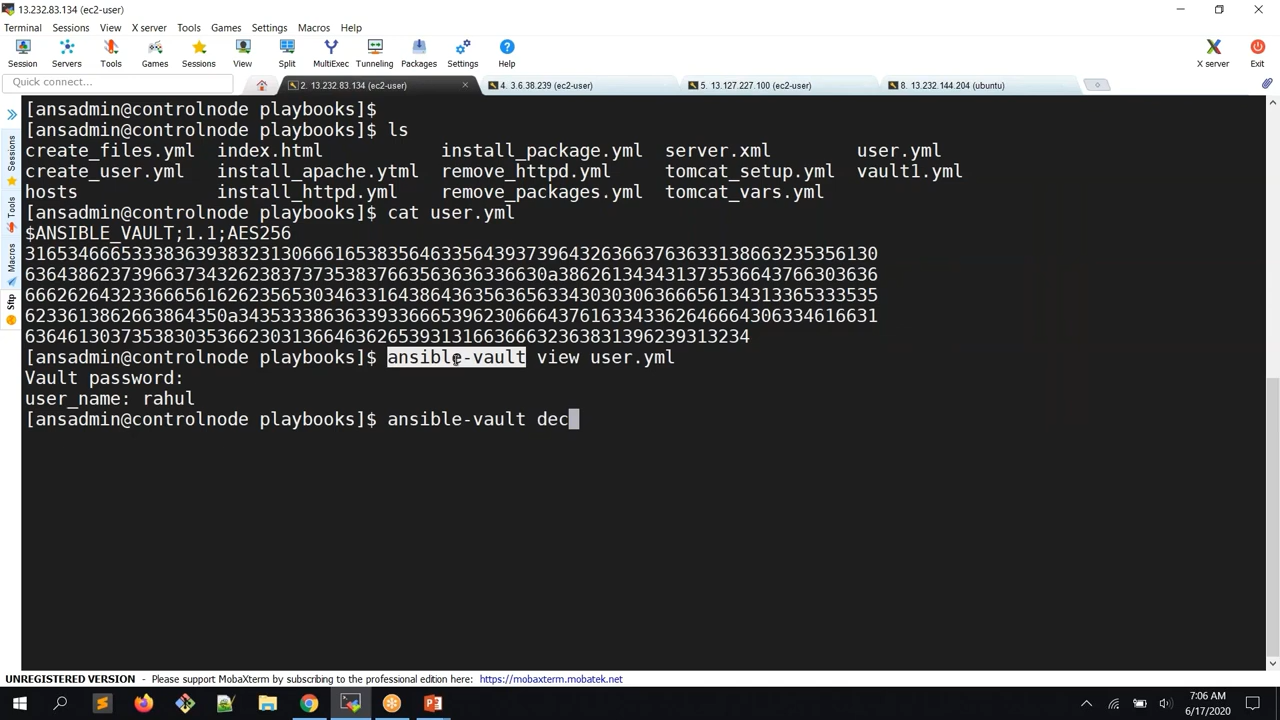 13.232.83.134 (ec2-user)
Terminal Sessions View X server Tools Games Settings Macros Help
Session Servers Tools Games Sessions View Split MultiExec Tunneling Packages Settings Help X server Exit
Quick connect...
2. 13.232.83.134 (ec2-user)
4. 3.6.38.239 (ec2-user)
5. 13.127.227.100 (ec2-user)
8. 13.232.144.204 (ubuntu)
Sessions
Tools
Macros
Sftp
[ansadmin@controlnode playbooks]$
[ansadmin@controlnode playbooks]$ ls
create_files.yml index.html install_package.yml server.xml user.yml
create_user.yml install_apache.ytml remove_httpd.yml tomcat_setup.yml vault1.yml
hosts install_httpd.yml remove_packages.yml tomcat_vars.yml
[ansadmin@controlnode playbooks]$ cat user.yml
$ANSIBLE_VAULT;1.1;AES256
[ansadmin@controlnode playbooks]$ ansible-vault view user.yml
Vault password:
user_name: rahul
[ansadmin@controlnode playbooks]$ ansible-vault dec
UNREGISTERED VERSION - Please support MobaXterm by subscribing to the professional edition here: https://mobaxterm.mobatek.net
7:06 AM
6/17/2020